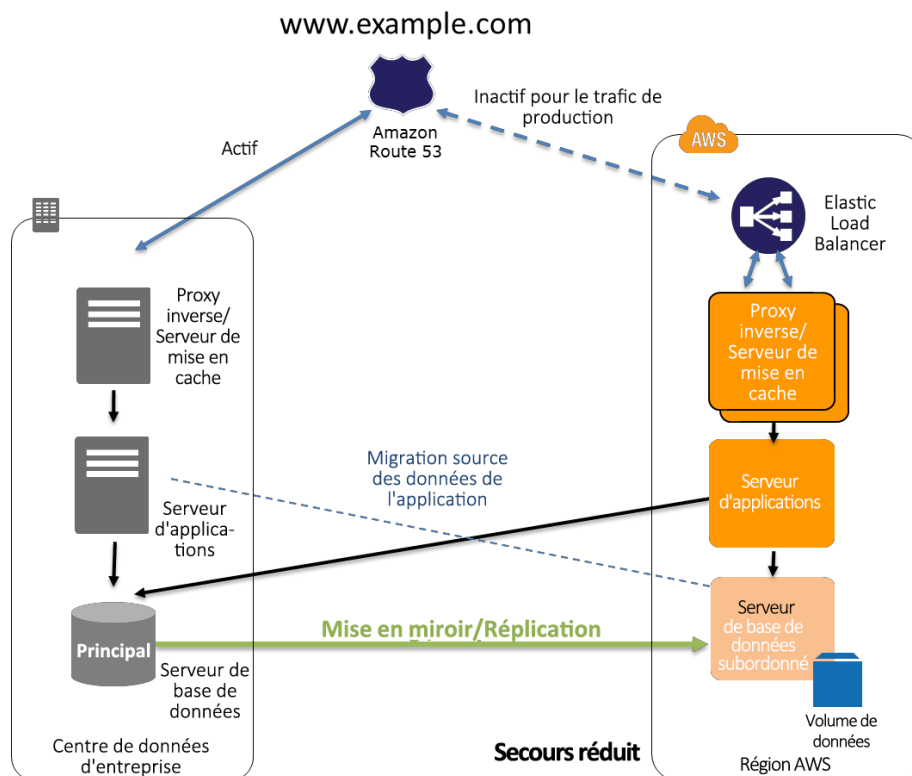 www.example.com
Amazon
Route 53
Actif
Inactif pour le trafic de
production
AWS
Elastic
Load
Balancer
Proxy
inverse/
Serveur de
mise en
cache
Proxy
inverse/
Serveur de
mise en
cache
Migration source
des données de
l'application
Serveur
d'applica-
tions
Serveur
d'applications
Principal
Serveur de
base de
données
Mise en miroir/Réplication
Serveur
de base de
données
subordonné
Volume de
données
Centre de données
d'entreprise
Secours réduit
Région AWS